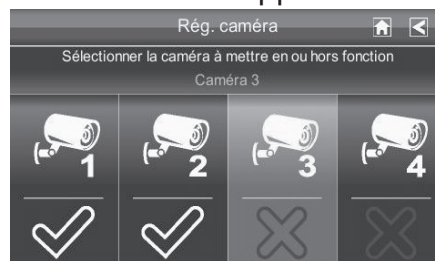 Rég. caméra
Sélectionner la caméra à mettre en ou hors fonction
Caméra 3
1 2 3 4